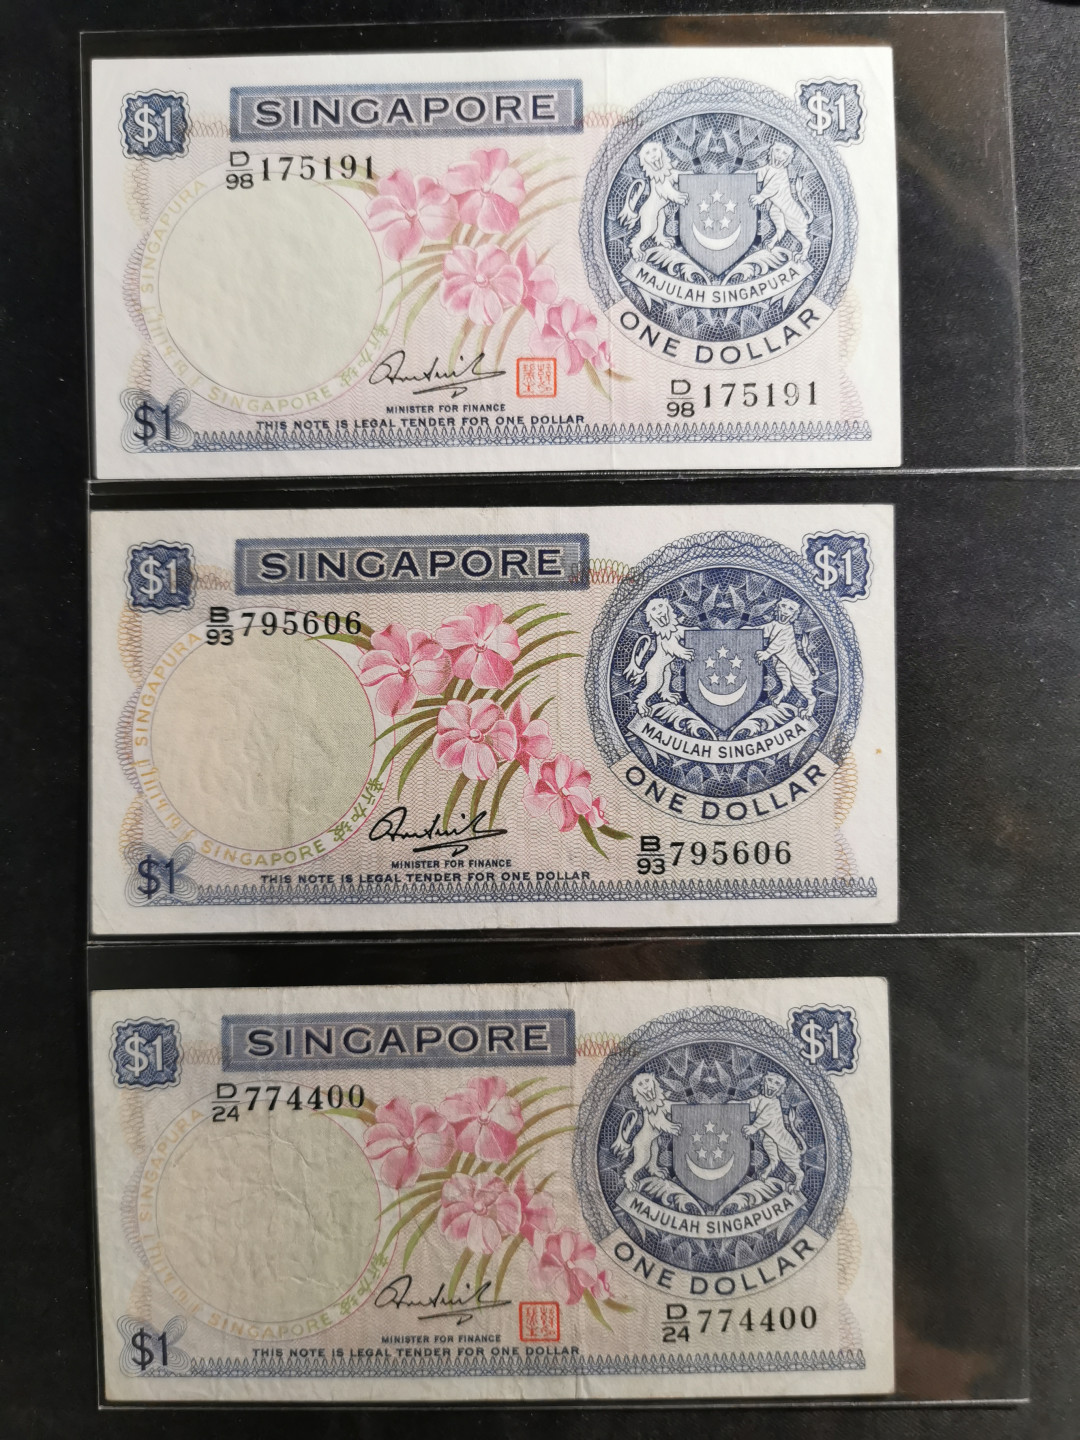 $1 SINGAPORE $1
D/98 175191
SINGAPURA
SINGAPORE
MAJULAH SINGAPURA
ONE DOLLAR
D/98 175191
MINISTER FOR FINANCE
$1 THIS NOTE IS LEGAL TENDER FOR ONE DOLLAR
$1 SINGAPORE $1
B/93 795606
SINGAPURA
SINGAPORE
MAJULAH SINGAPURA
ONE DOLLAR
B/93 795606
MINISTER FOR FINANCE
$1 THIS NOTE IS LEGAL TENDER FOR ONE DOLLAR
$1 SINGAPORE $1
D/24 774400
SINGAPURA
SINGAPORE
MAJULAH SINGAPURA
ONE DOLLAR
D/24 774400
MINISTER FOR FINANCE
$1 THIS NOTE IS LEGAL TENDER FOR ONE DOLLAR